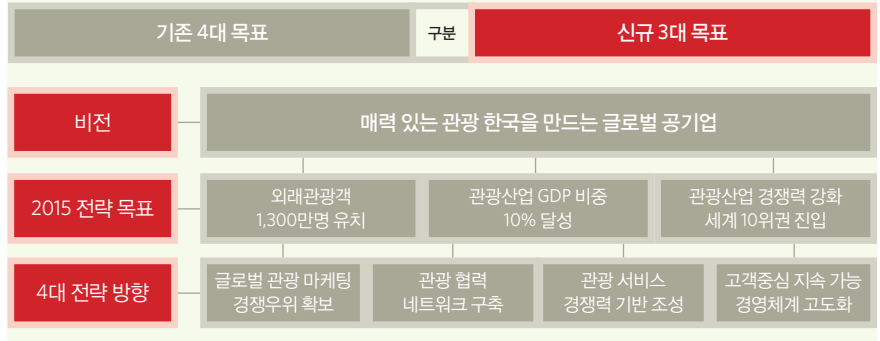 기존 4대 목표
구분
신규 3대 목표
비전
매력 있는 관광 한국을 만드는 글로벌 공기업
2015 전략 목표
외래관광객
1,300만명 유치
관광산업 GDP 비중
10% 달성
관광산업 경쟁력 강화
세계 10위권 진입
4대 전략 방향
글로벌 관광 마케팅
경쟁우위 확보
관광 협력
네트워크 구축
관광 서비스
경쟁력 기반 조성
고객중심 지속 가능
경영체계 고도화